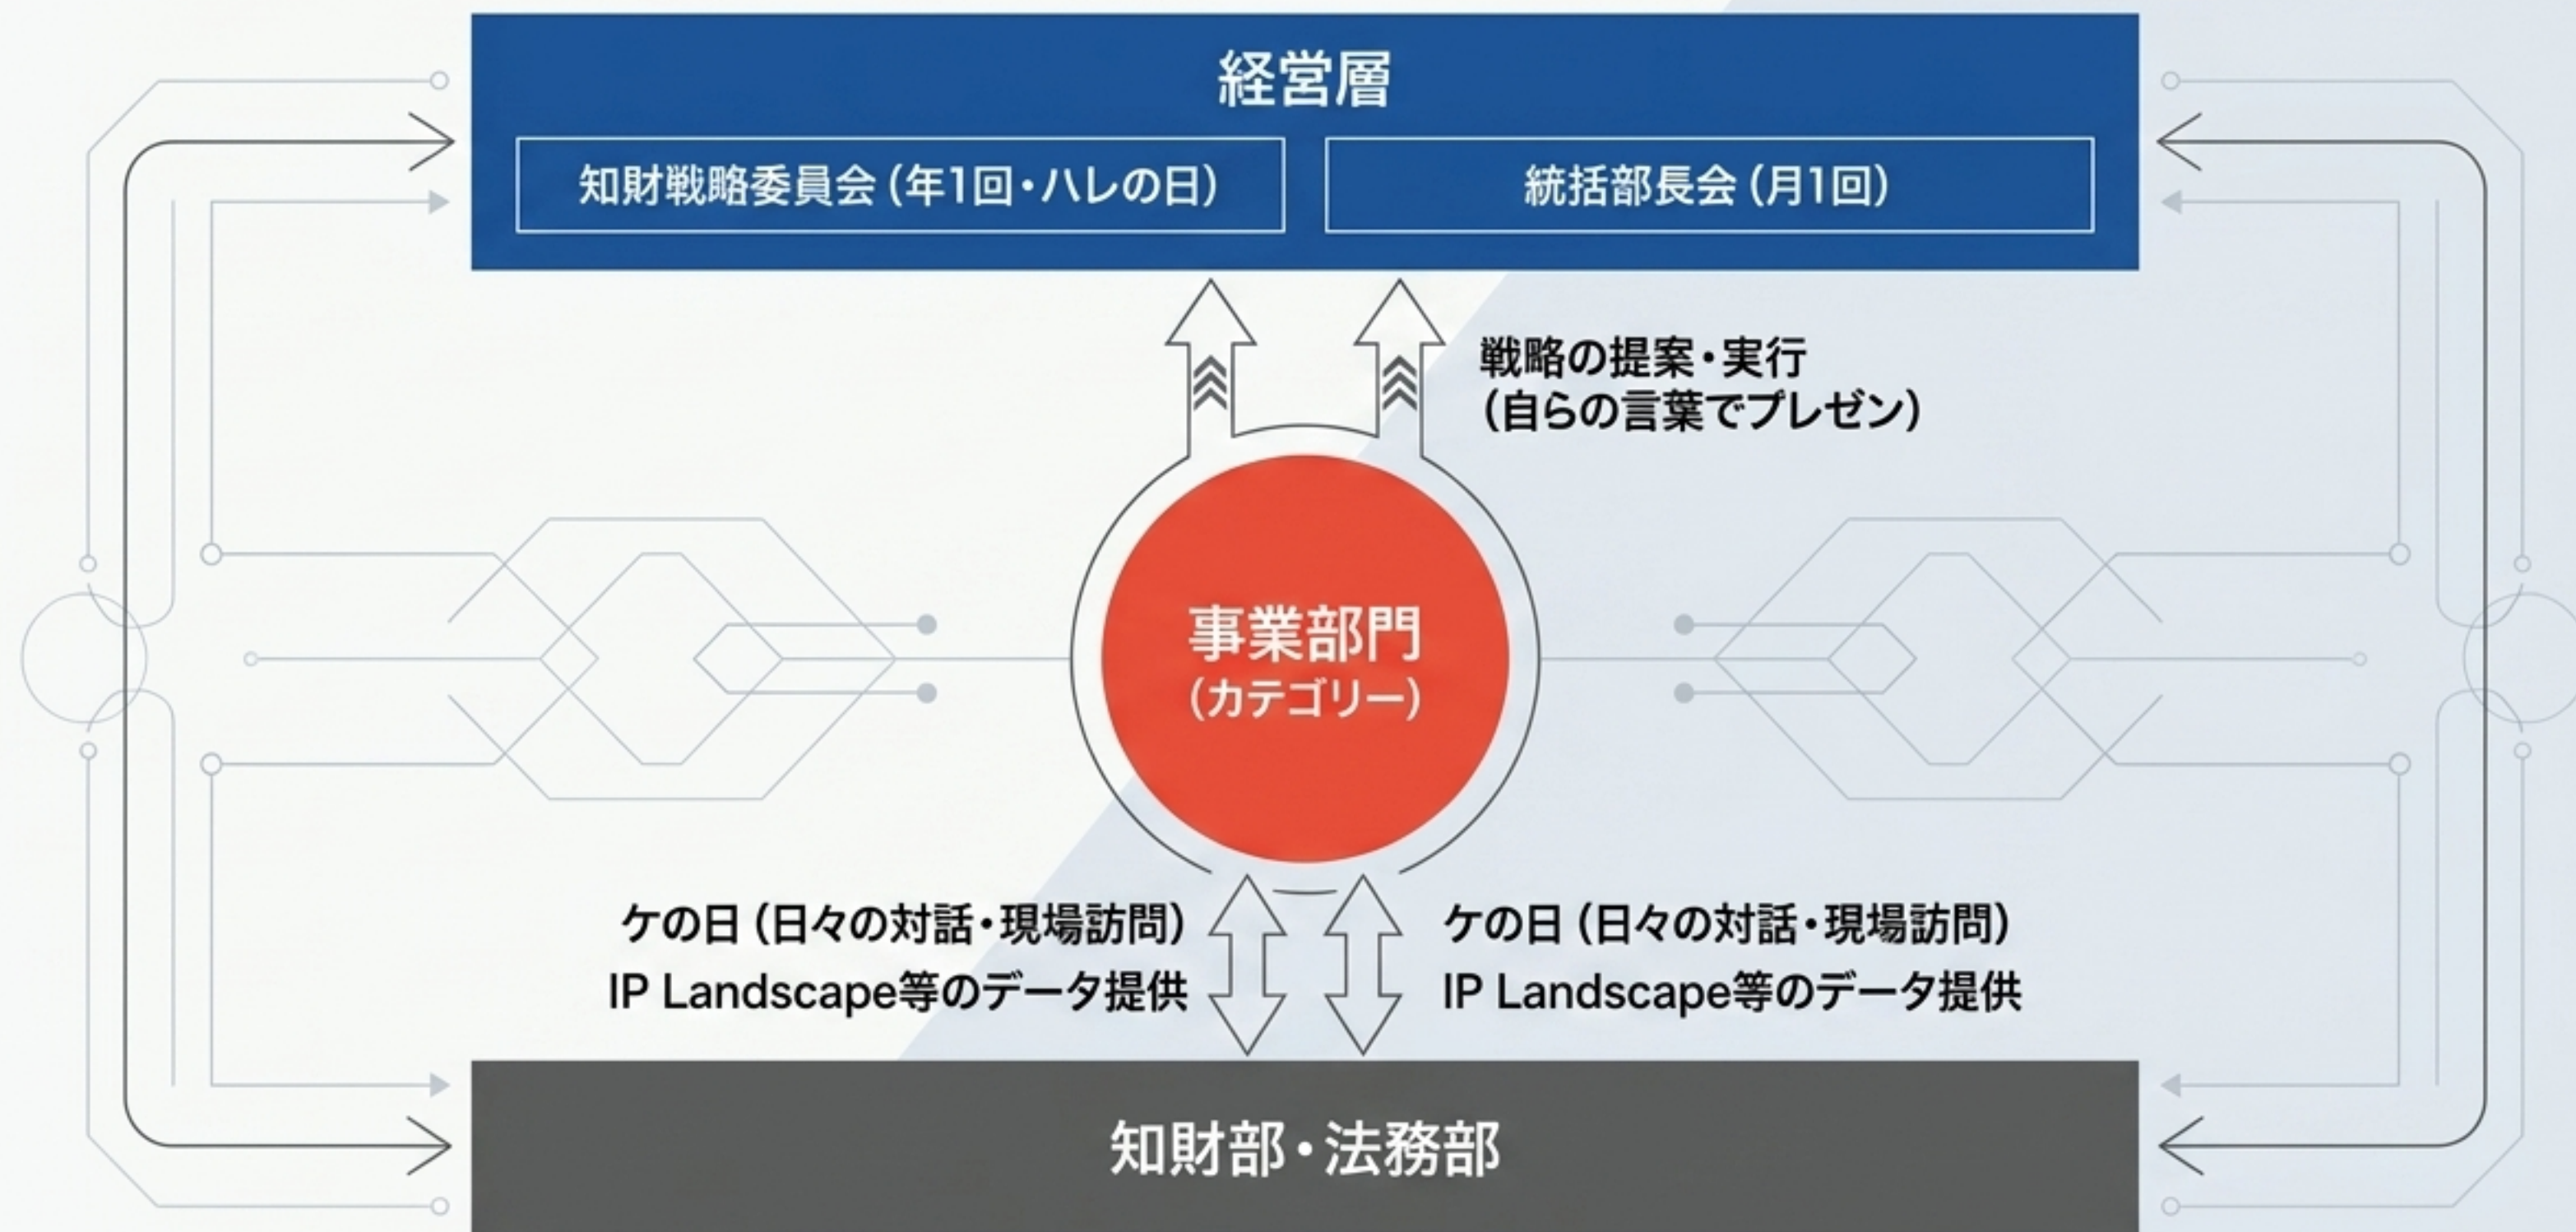 経営層
知財戦略委員会(年1回・ハレの日)
統括部長会(月1回)
戦略の提案・実行
(自らの言葉でプレゼン)
事業部門
(カテゴリー)
ケの日(日々の対話・現場訪問)
IP Landscape等のデータ提供
ケの日(日々の対話・現場訪問)
IP Landscape等のデータ提供
知財部・法務部